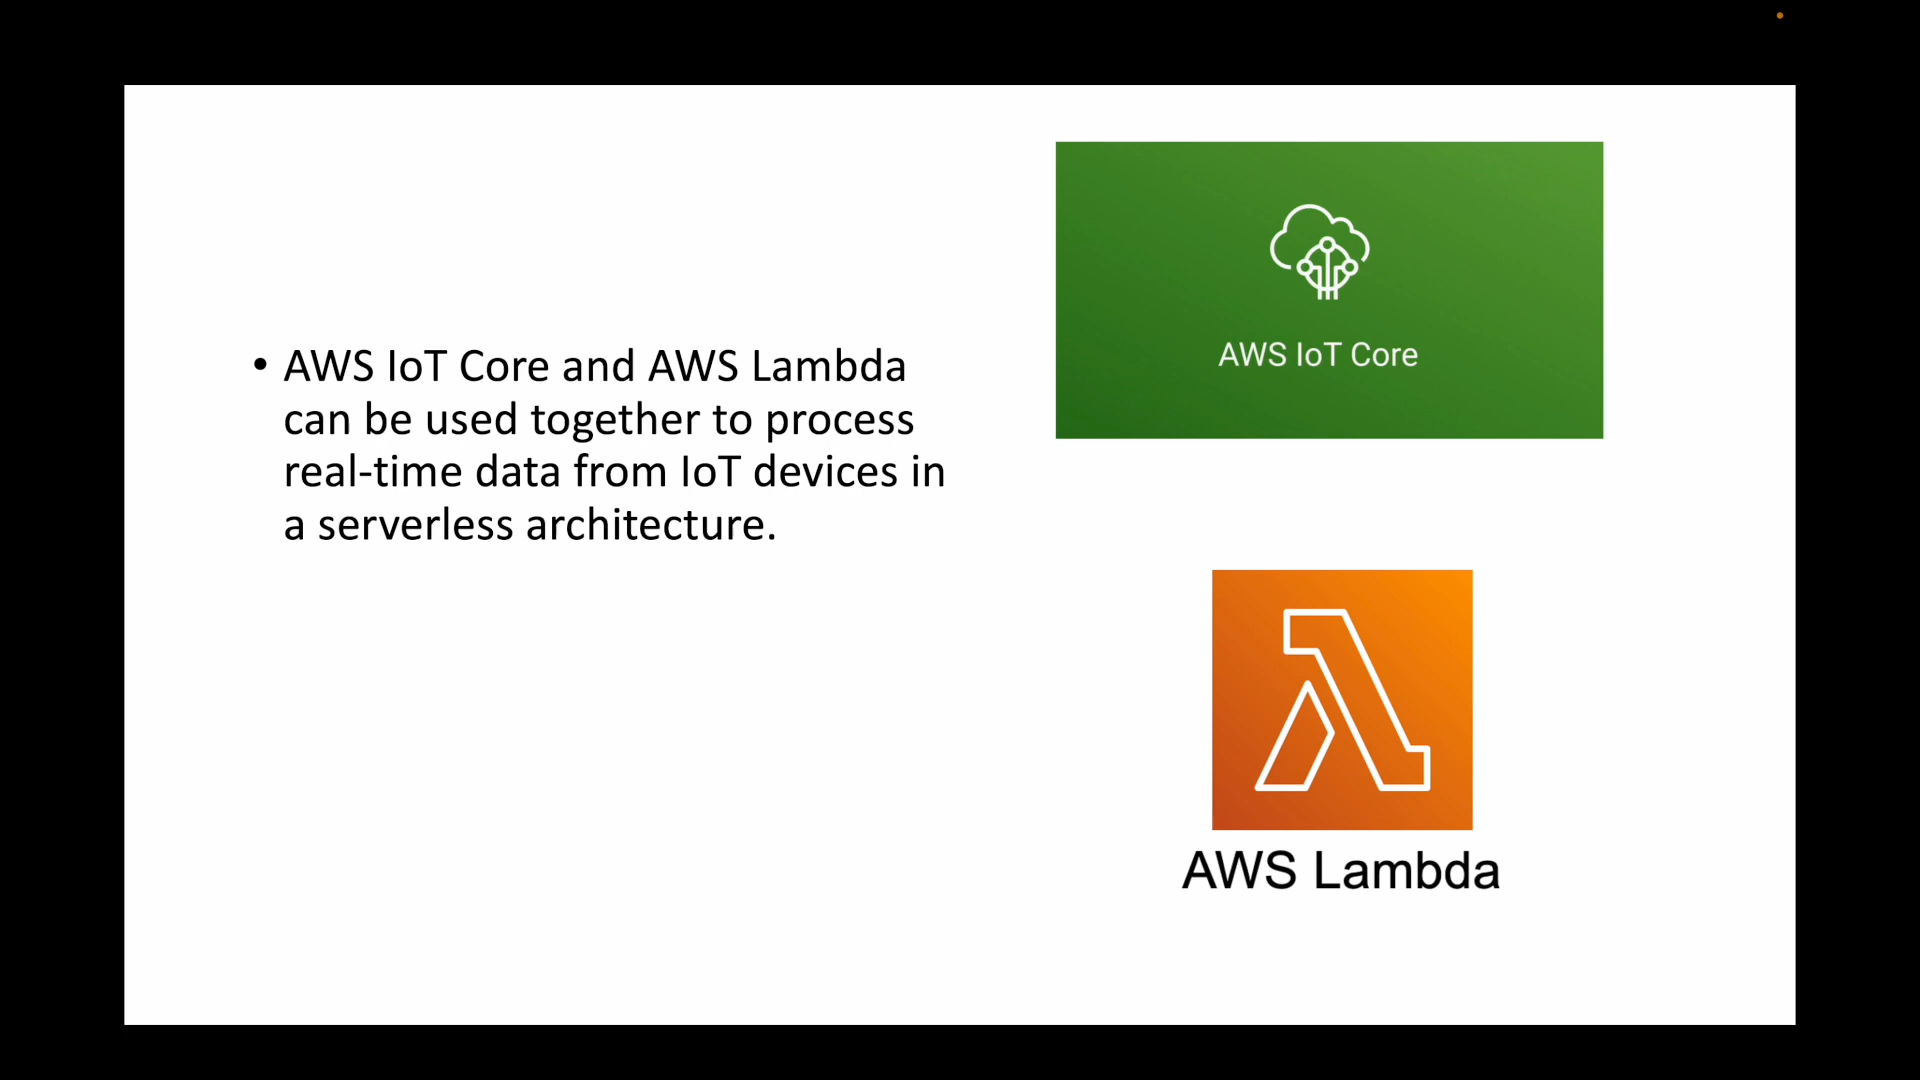 • AWS IoT Core and AWS Lambda
can be used together to process
real-time data from IoT devices in
a serverless architecture.
AWS IoT Core
AWS Lambda